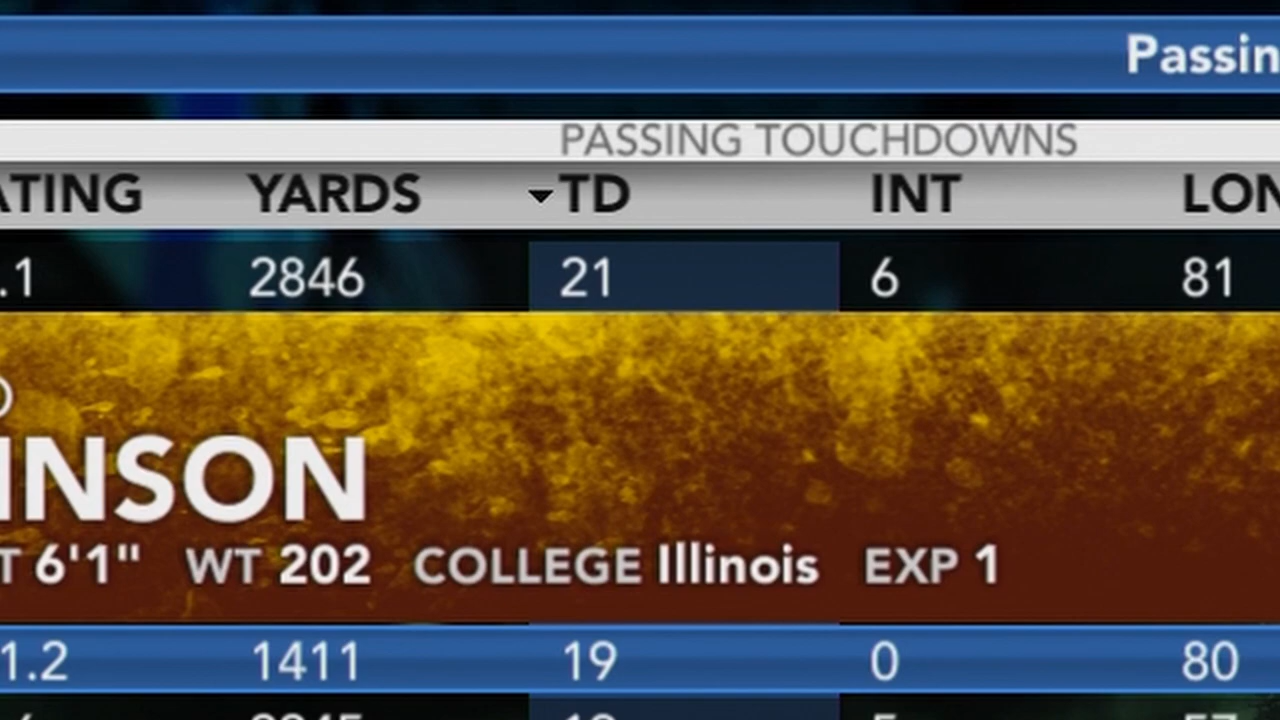 Passin
PASSING TOUCHDOWNS
ATING YARDS TD INT LON
.1 2846 21 6 81
INSON
T 6'1" WT 202 COLLEGE Illinois EXP 1
1.2 1411 19 0 80